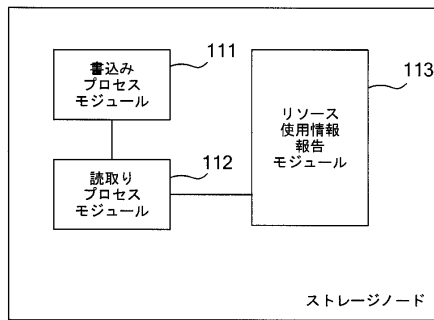 111
書込み
プロセス
モジュール
112
読取り
プロセス
モジュール
113
リソース
使用情報
報告
モジュール
ストレージノード